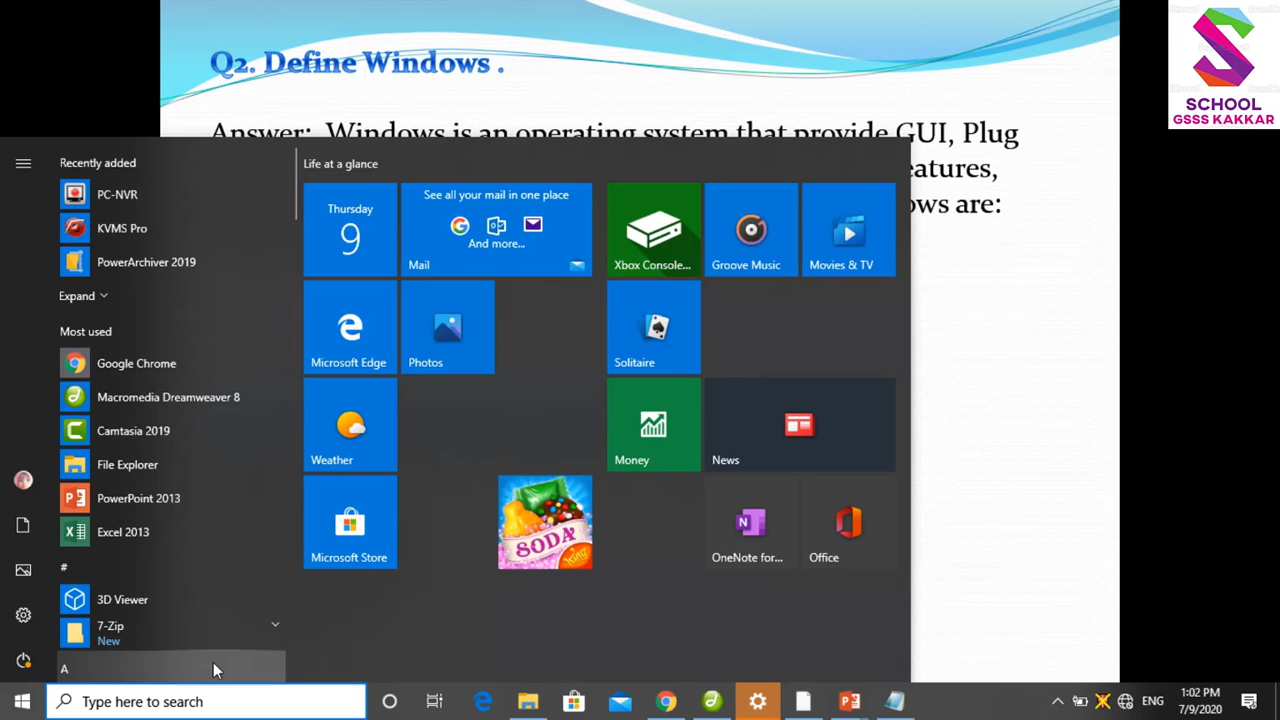 Q2. Define Windows .
SCHOOL
GSSS KAKKAR
Answer: Windows is an operating system that provide GUI, Plug
eatures,
ows are:
Recently added
PC-NVR
KVMS Pro
PowerArchiver 2019
Expand
Most used
Google Chrome
Macromedia Dreamweaver 8
Camtasia 2019
File Explorer
PowerPoint 2013
Excel 2013
#
3D Viewer
7-Zip
New
A
Life at a glance
Thursday
9
See all your mail in one place
And more...
Mail
Xbox Console...
Groove Music
Movies & TV
Microsoft Edge
Photos
Solitaire
Weather
Money
News
Microsoft Store
SODA
King
OneNote for...
Office
Type here to search
ENG
1:02 PM
7/9/2020